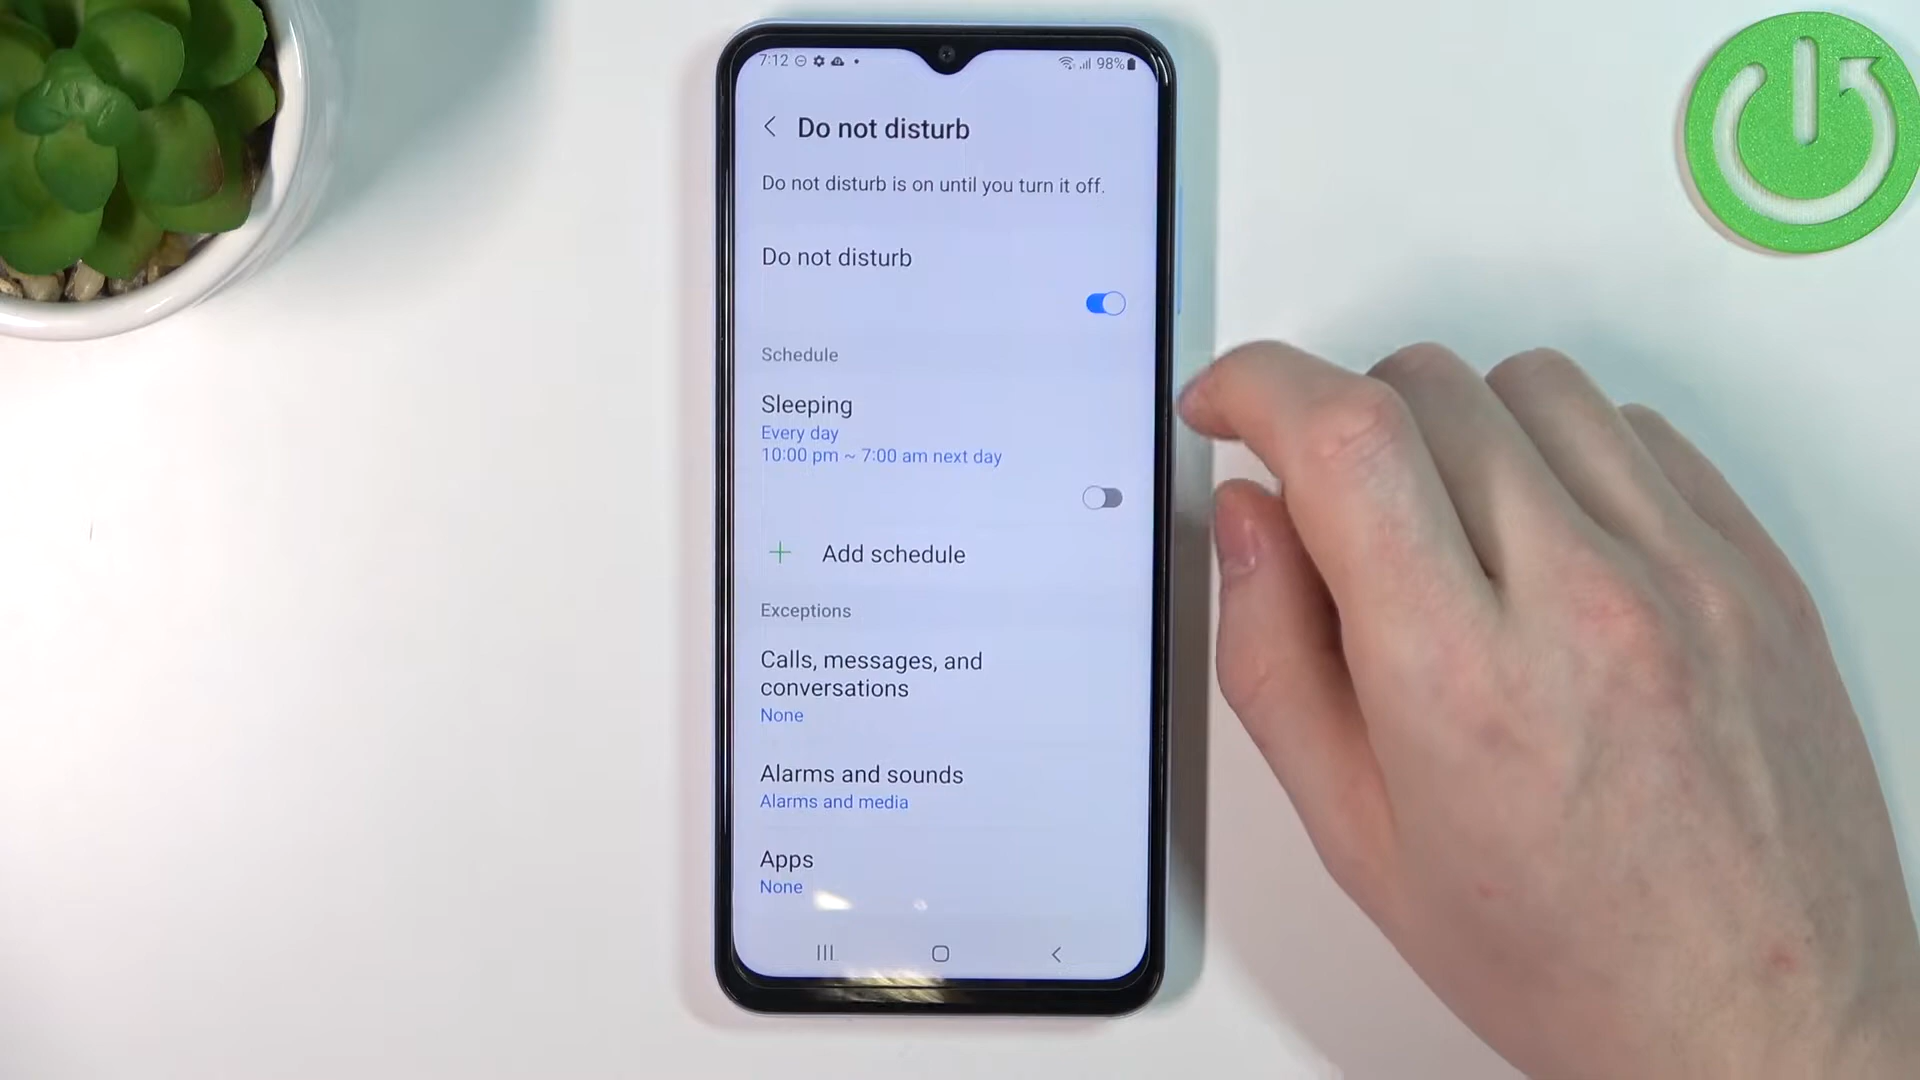 7:12
98%
Do not disturb
Do not disturb is on until you turn it off.
Do not disturb
Schedule
Sleeping
Every day
10:00 pm ~ 7:00 am next day
Add schedule
Exceptions
Calls, messages, and
conversations
None
Alarms and sounds
Alarms and media
Apps
None